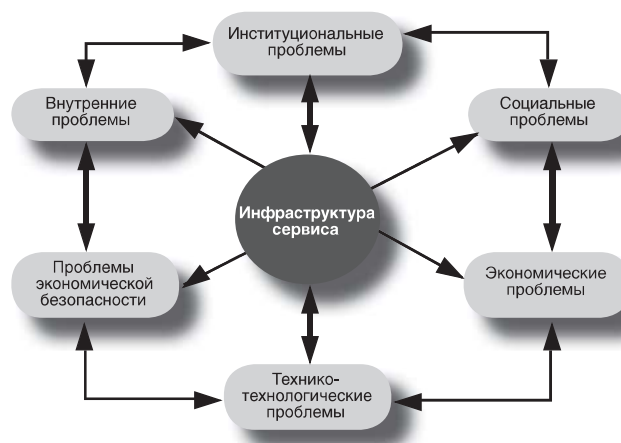 Институциональные
проблемы
Внутренние
проблемы
Социальные
проблемы
Инфраструктура
сервиса
Проблемы
экономической
безопасности
Экономические
проблемы
Технико-
технологические
проблемы